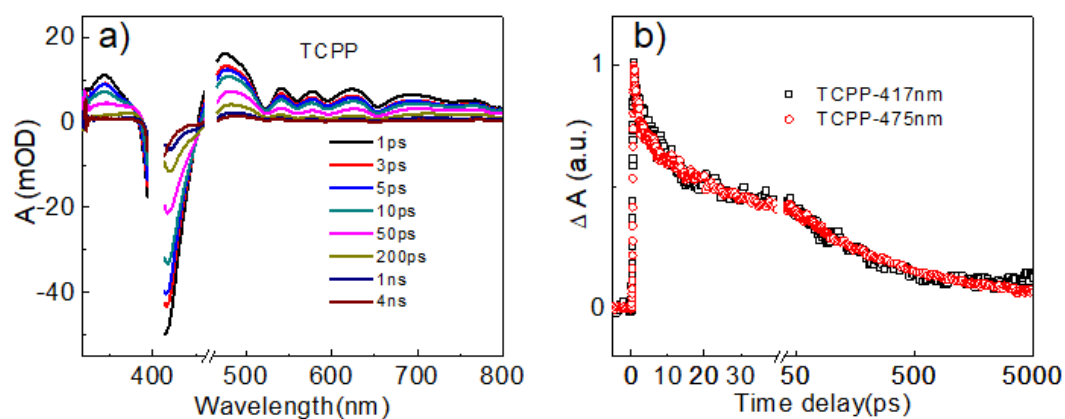 a)
TCPP
20
0
-20
-40
A (mOD)
1ps
3ps
5ps
10ps
50ps
200ps
1ns
4ns
400
500
600
700
800
Wavelength(nm)
b)
1
0
Δ A (a.u.)
TCPP-417nm
TCPP-475nm
0 10 20 30 50 500 5000
Time delay(ps)